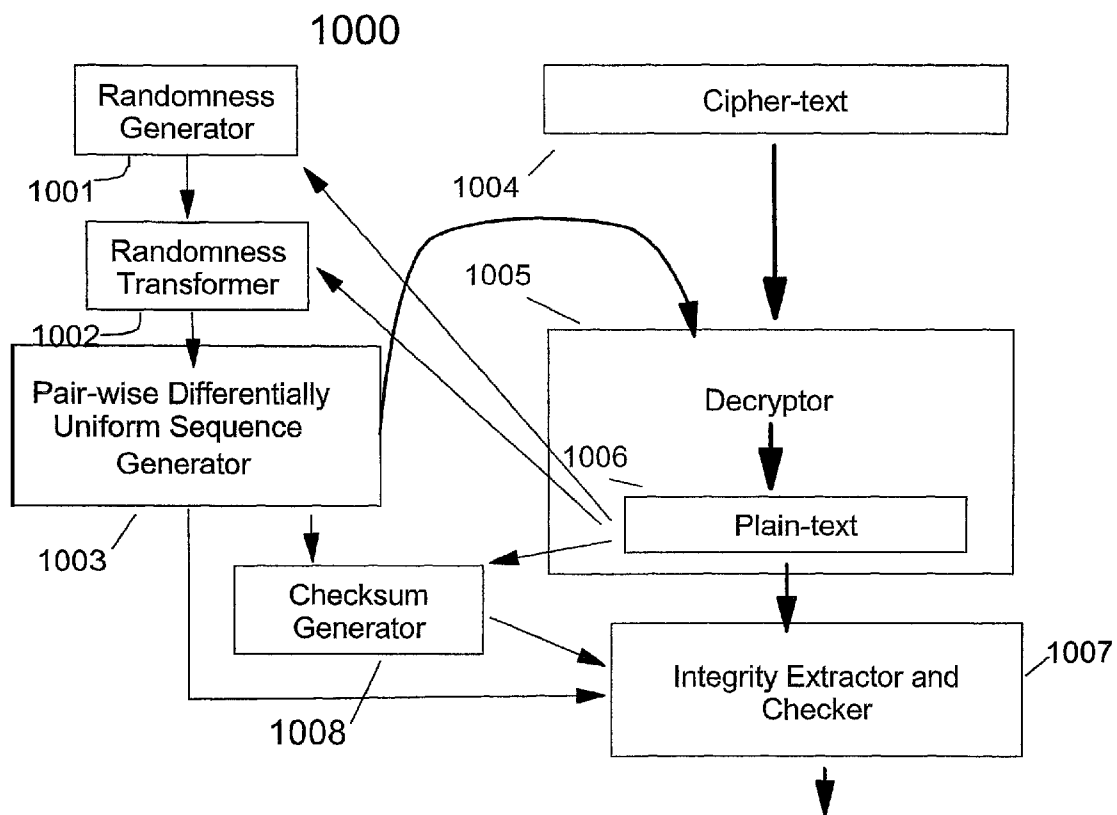 1000
Randomness
Generator
1001
Cipher-text
1004
Randomness
Transformer
1002
1005
Pair-wise Differentially
Uniform Sequence
Generator
1003
Decryptor
1006
Plain-text
Checksum
Generator
1008
Integrity Extractor and
Checker
1007